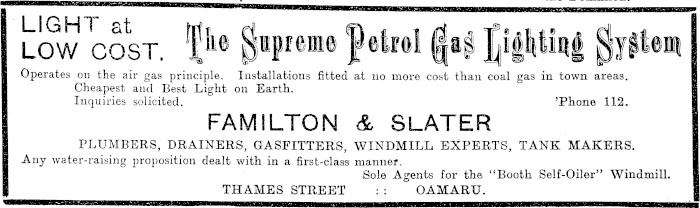 LIGHT at
LOW COST.
The Supreme Petrol Gas Lighting System
Operates on the air gas principle. Installations fitted at no more cost than coal gas in town areas.
Cheapest and Best Light on Earth.
Inquiries solicited. 'Phone 112.
FAMILTON & SLATER
PLUMBERS, DRAINERS, GASFITTERS, WINDMILL EXPERTS, TANK MAKERS.
Any water-raising proposition dealt with in a first-class manner.
Sole Agents for the "Booth Self-Oiler" Windmill.
THAMES STREET :: OAMARU.